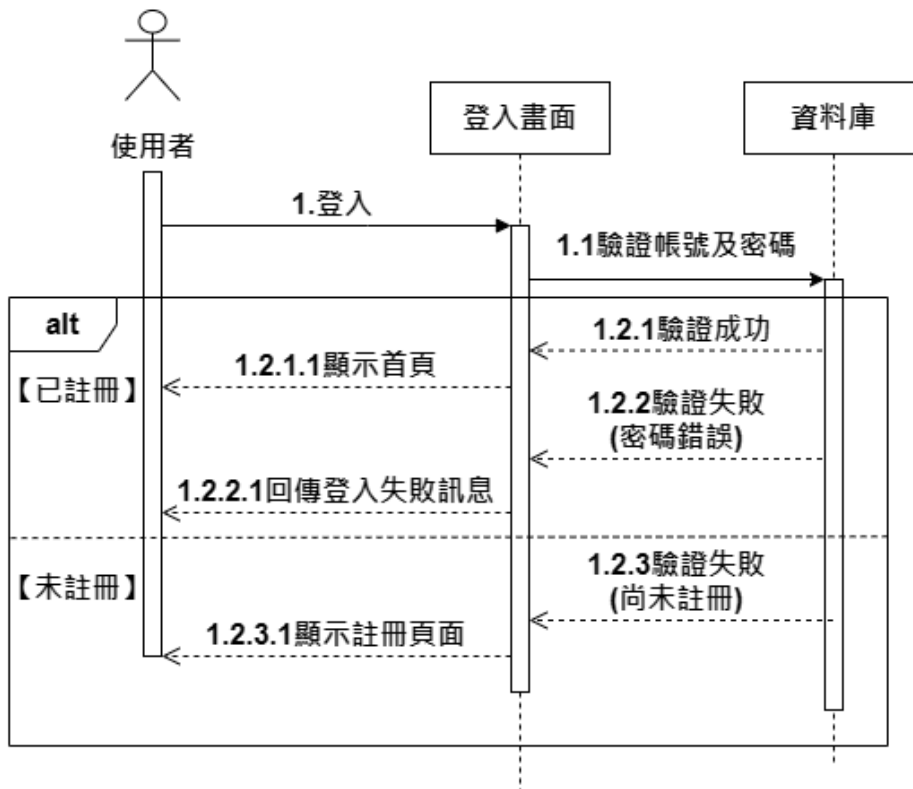 使用者
登入畫面
資料庫
1.登入
1.1驗證帳號及密碼
alt
1.2.1驗證成功
1.2.1.1顯示首頁
【已註冊】
1.2.2驗證失敗
(密碼錯誤)
1.2.2.1回傳登入失敗訊息
1.2.3驗證失敗
(尚未註冊)
【未註冊】
1.2.3.1顯示註冊頁面